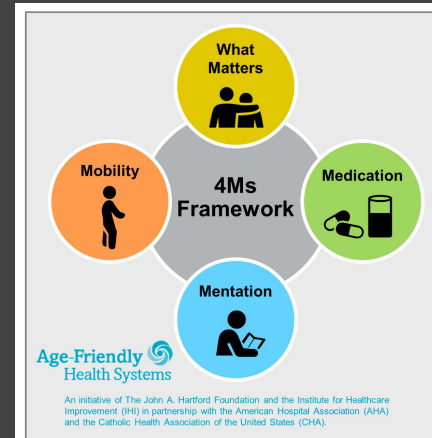 What
Matters
Mobility
4Ms
Framework
Medication
Mentation
Age-Friendly
Health Systems
An initiative of The John A. Hartford Foundation and the Institute for Healthcare
Improvement (IHI) in partnership with the American Hospital Association (AHA)
and the Catholic Health Association of the United States (CHA).